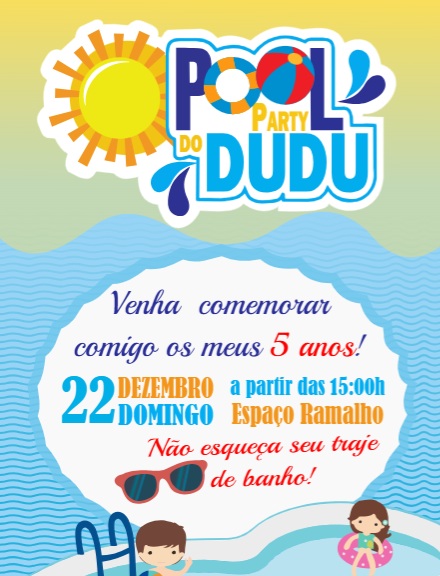 POOL
PARTY
DO DUDU
Venha comemorar
comigo os meus 5 anos!
22 DEZEMBRO a partir das 15:00h
DOMINGO Espaço Ramalho
Não esqueça seu traje
de banho!